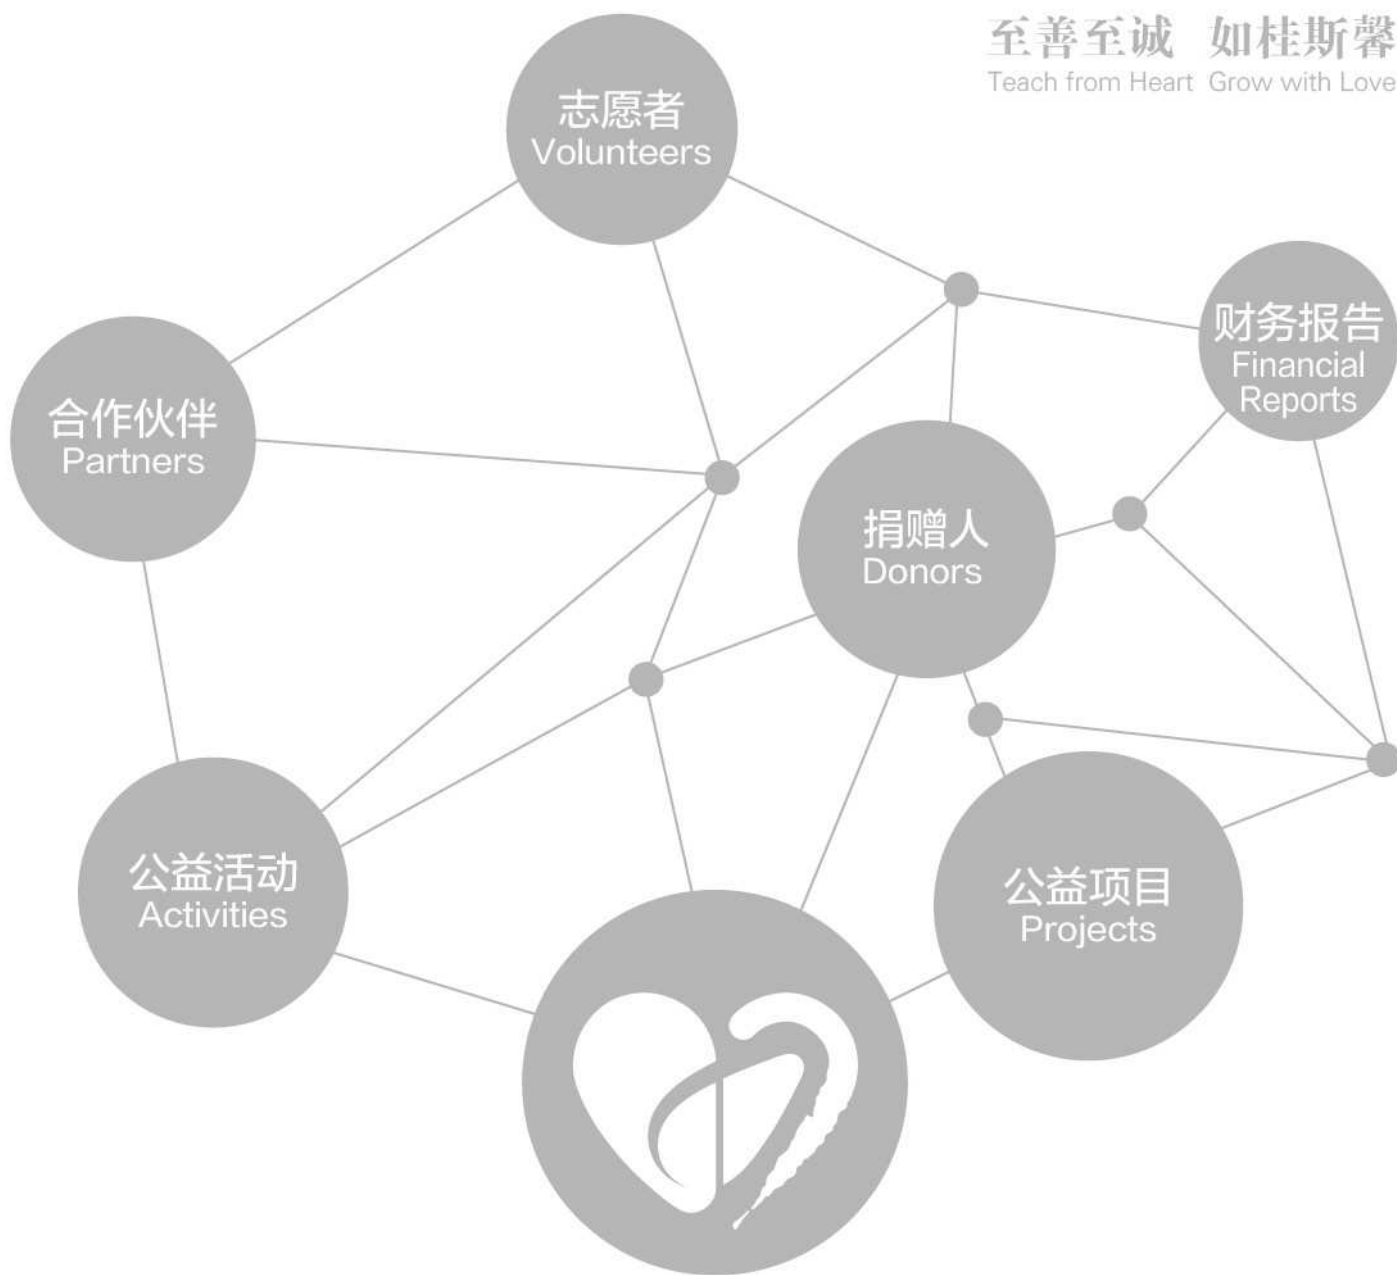 至善至诚 如桂斯馨
Teach from Heart Grow with Love
志愿者
Volunteers
财务报告
Financial
Reports
合作伙伴
Partners
捐赠人
Donors
公益活动
Activities
公益项目
Projects